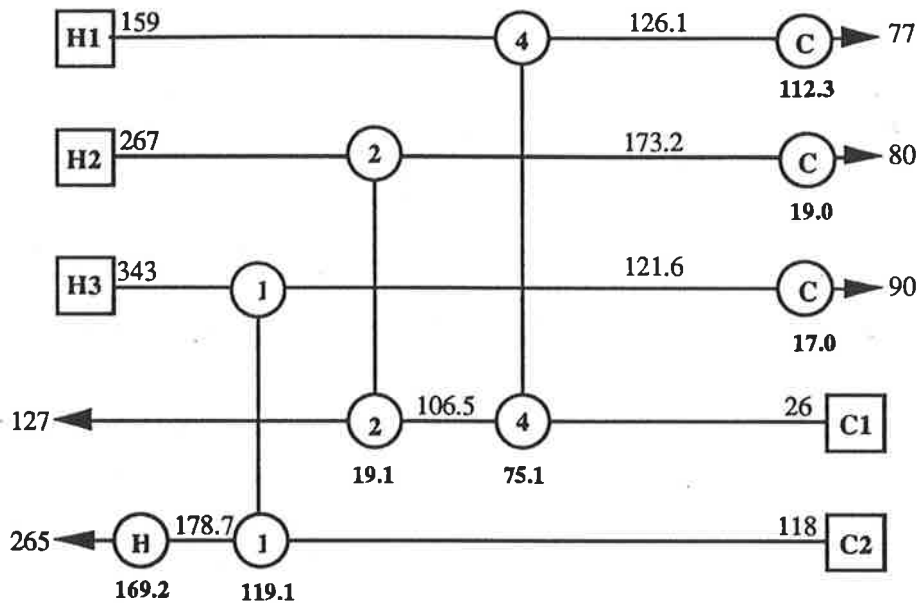 H1 159 4 126.1 C 77
112.3
H2 267 2 173.2 C 80
19.0
H3 343 1 121.6 C 90
17.0
127 2 106.5 4 26 C1
19.1 75.1
265 H 178.7 1 118 C2
169.2 119.1